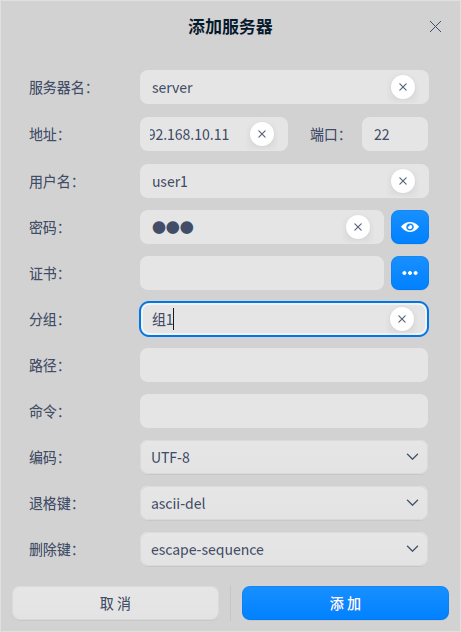 添加服务器
服务器名： server
地址： 92.168.10.11 端口： 22
用户名： user1
密码： ●●●
证书：
分组： 组1
路径：
命令：
编码： UTF-8
退格键： ascii-del
删除键： escape-sequence
取消 添加